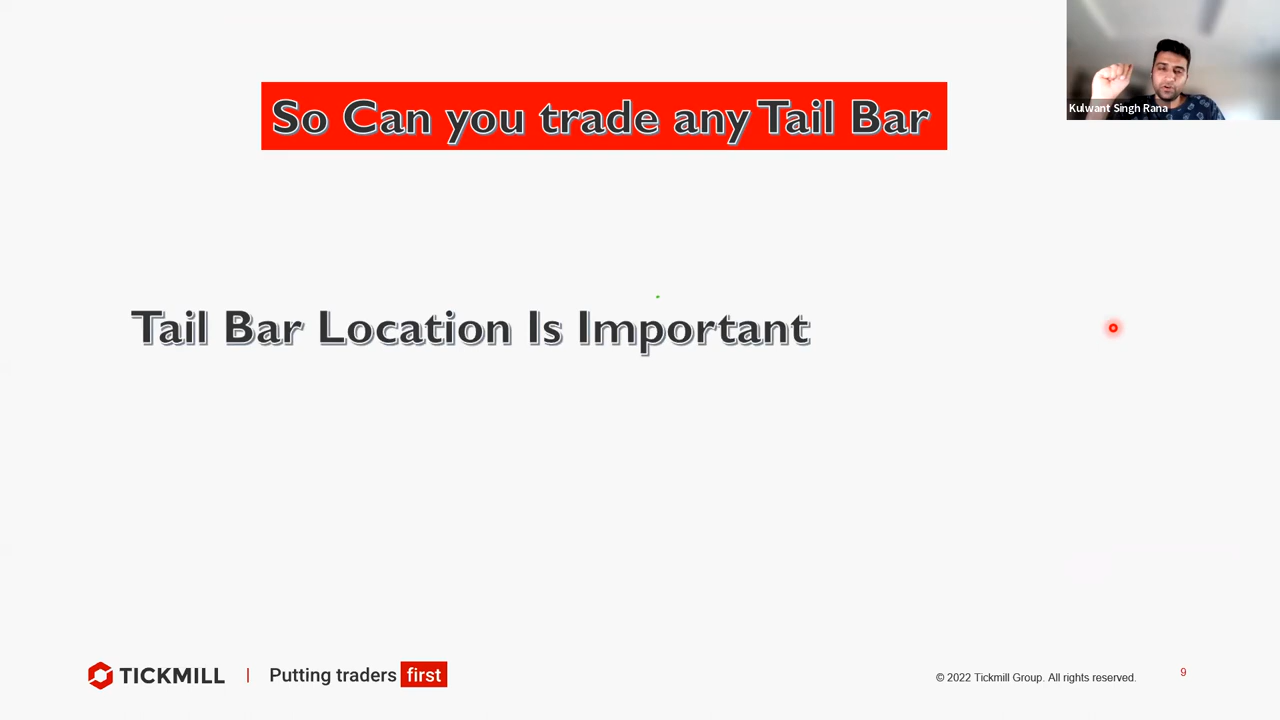 So Can you trade any Tail Bar
Kulwant Singh Rana
Tail Bar Location Is Important
TICKMILL | Putting traders first
© 2022 Tickmill Group. All rights reserved.
9